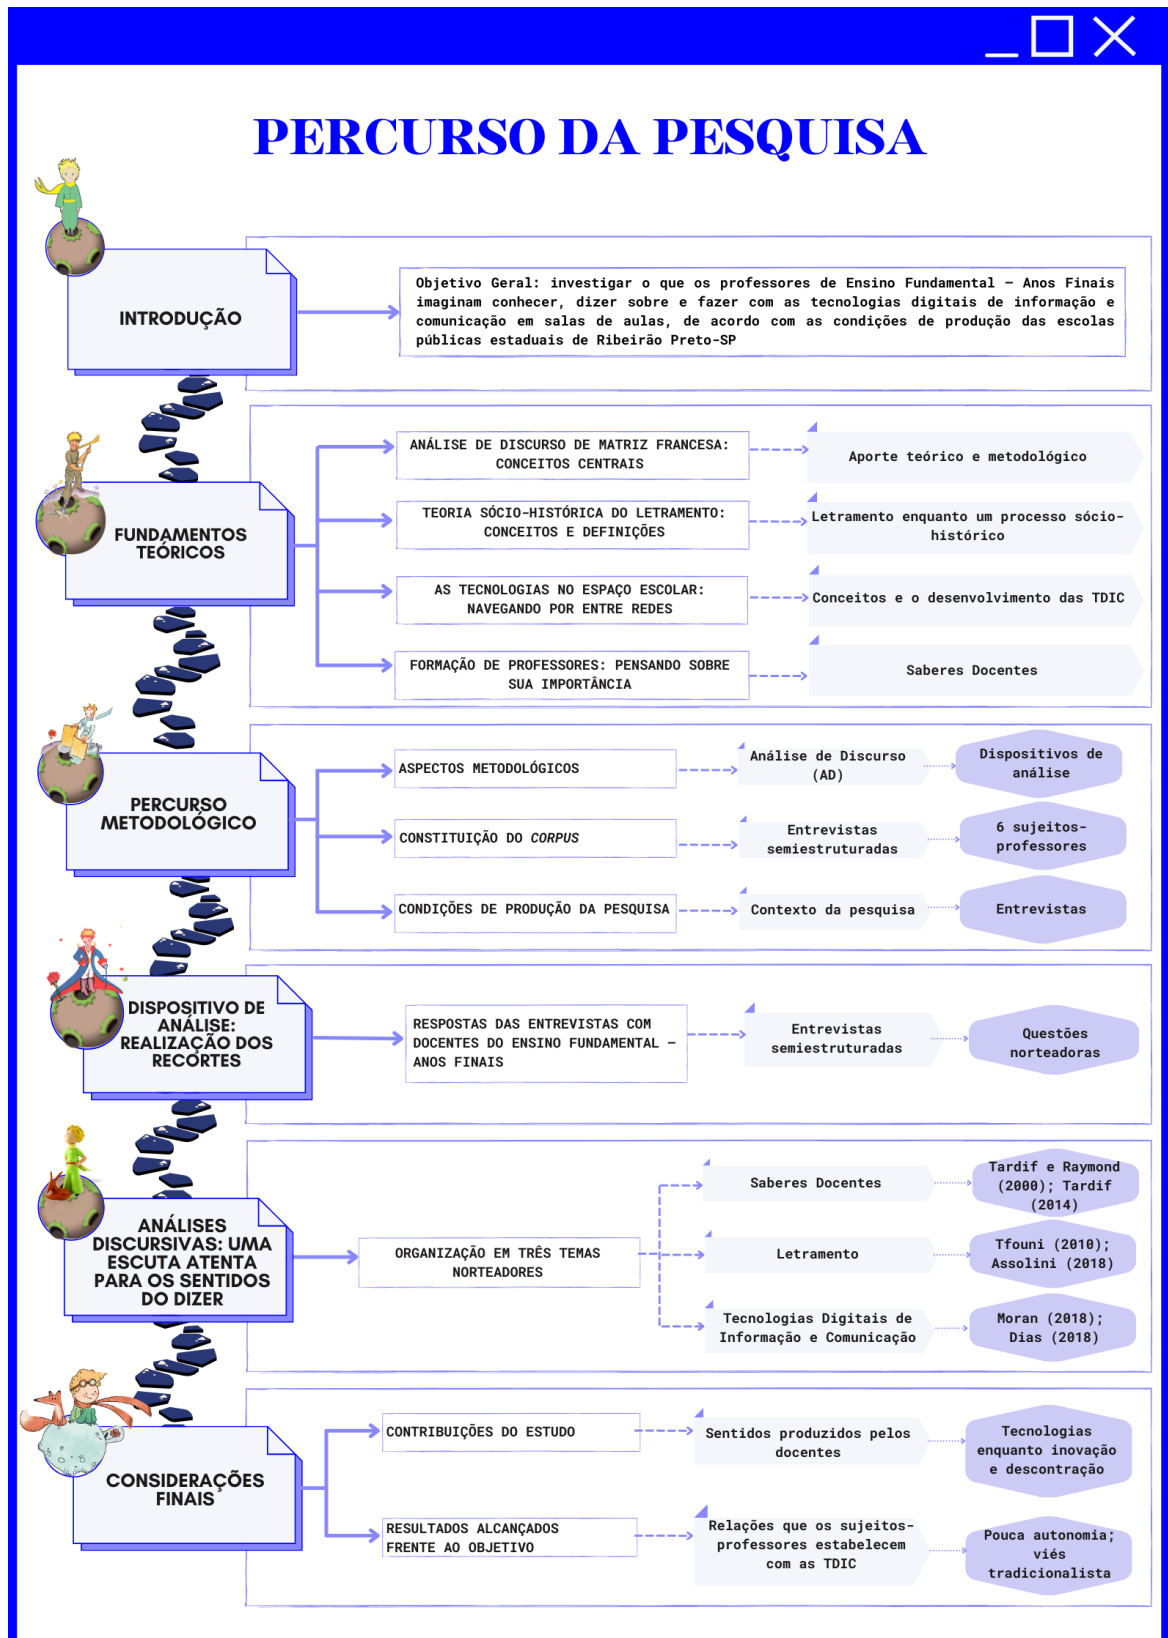 PERCURSO DA PESQUISA
INTRODUÇÃO
Objetivo Geral: investigar o que os professores de Ensino Fundamental – Anos Finais
imaginam conhecer, dizer sobre e fazer com as tecnologias digitais de informação e
comunicação em salas de aulas, de acordo com as condições de produção das escolas
públicas estaduais de Ribeirão Preto-SP
FUNDAMENTOS
TEÓRICOS
ANÁLISE DE DISCURSO DE MATRIZ FRANCESA:
CONCEITOS CENTRAIS
Aporte teórico e metodológico
TEORIA SÓCIO-HISTÓRICA DO LETRAMENTO:
CONCEITOS E DEFINIÇÕES
Letramento enquanto um processo sócio-
histórico
AS TECNOLOGIAS NO ESPAÇO ESCOLAR:
NAVEGANDO POR ENTRE REDES
Conceitos e o desenvolvimento das TDIC
FORMAÇÃO DE PROFESSORES: PENSANDO SOBRE
SUA IMPORTÂNCIA
Saberes Docentes
PERCURSO
METODOLÓGICO
ASPECTOS METODOLÓGICOS
Análise de Discurso
(AD)
Dispositivos de
análise
CONSTITUIÇÃO DO CORPUS
Entrevistas
semiestruturadas
6 sujeitos-
professores
CONDIÇÕES DE PRODUÇÃO DA PESQUISA
Contexto da pesquisa
Entrevistas
DISPOSITIVO DE
ANÁLISE:
REALIZAÇÃO DOS
RECORTES
RESPOSTAS DAS ENTREVISTAS COM
DOCENTES DO ENSINO FUNDAMENTAL –
ANOS FINAIS
Entrevistas
semiestruturadas
Questões
norteadoras
ANÁLISES
DISCURSIVAS: UMA
ESCUTA ATENTA
PARA OS SENTIDOS
DO DIZER
ORGANIZAÇÃO EM TRÊS TEMAS
NORTEADORES
Saberes Docentes
Tardif e Raymond
(2000); Tardif
(2014)
Letramento
Tfouni (2010);
Assolini (2018)
Tecnologias Digitais de
Informação e Comunicação
Moran (2018);
Dias (2018)
CONSIDERAÇÕES
FINAIS
CONTRIBUIÇÕES DO ESTUDO
Sentidos produzidos pelos
docentes
Tecnologias
enquanto inovação
e descontração
RESULTADOS ALCANÇADOS
FRENTE AO OBJETIVO
Relações que os sujeitos-
professores estabelecem
com as TDIC
Pouca autonomia;
viés
tradicionalista